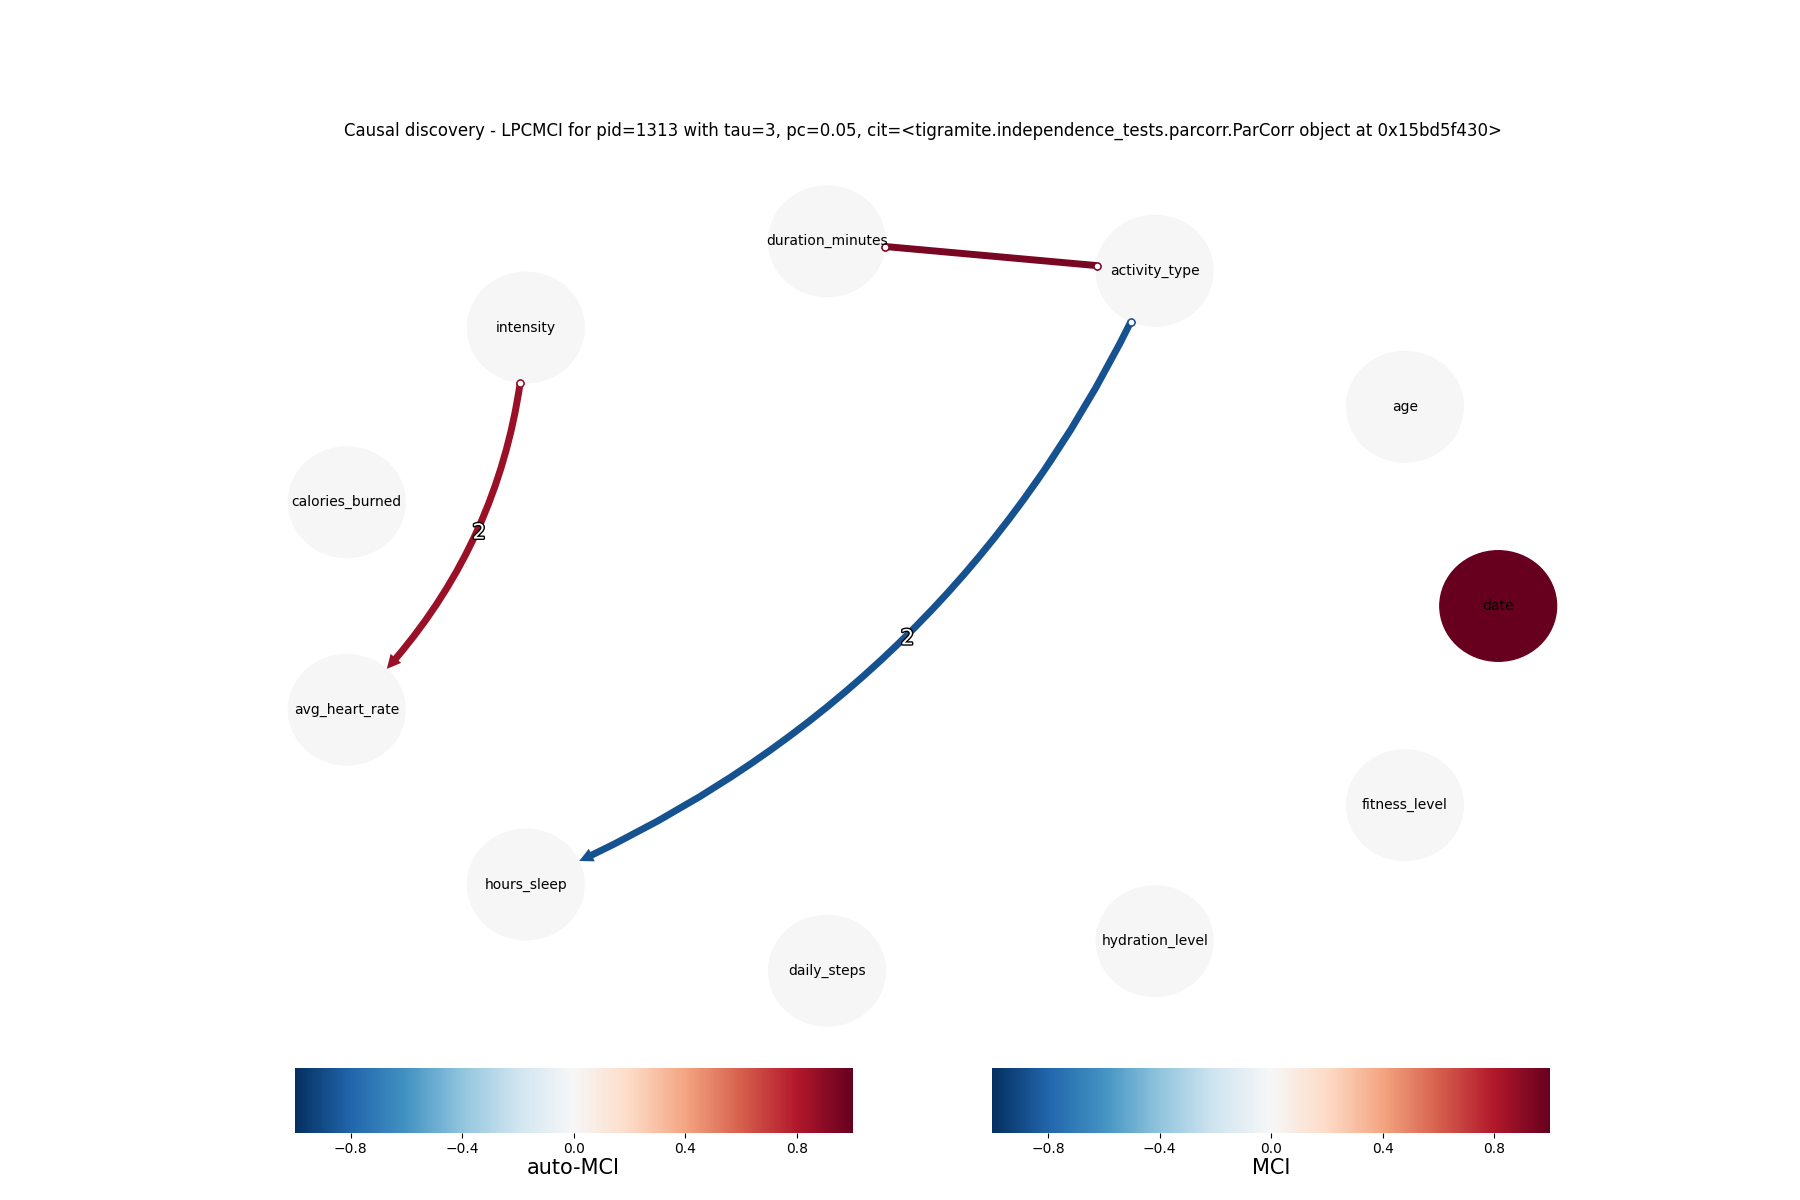 Causal discovery - LPCMCI for pid=1313 with tau=3, pc=0.05, cit=<tigramite.independence_tests.parcorr.ParCorr object at 0x15bd5f430>
duration_minutes
activity_type
intensity
age
calories_burned
2
date
2
avg_heart_rate
fitness_level
hours_sleep
hydration_level
daily_steps
−0.8 −0.4 0.0 0.4 0.8
auto-MCI
−0.8 −0.4 0.0 0.4 0.8
MCI